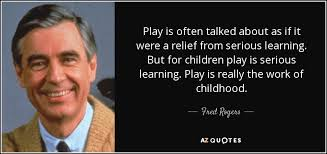 Play is often talked about as if it
were a relief from serious learning.
But for children play is serious
learning. Play is really the work of
childhood.
Fred Rogers
AZ QUOTES